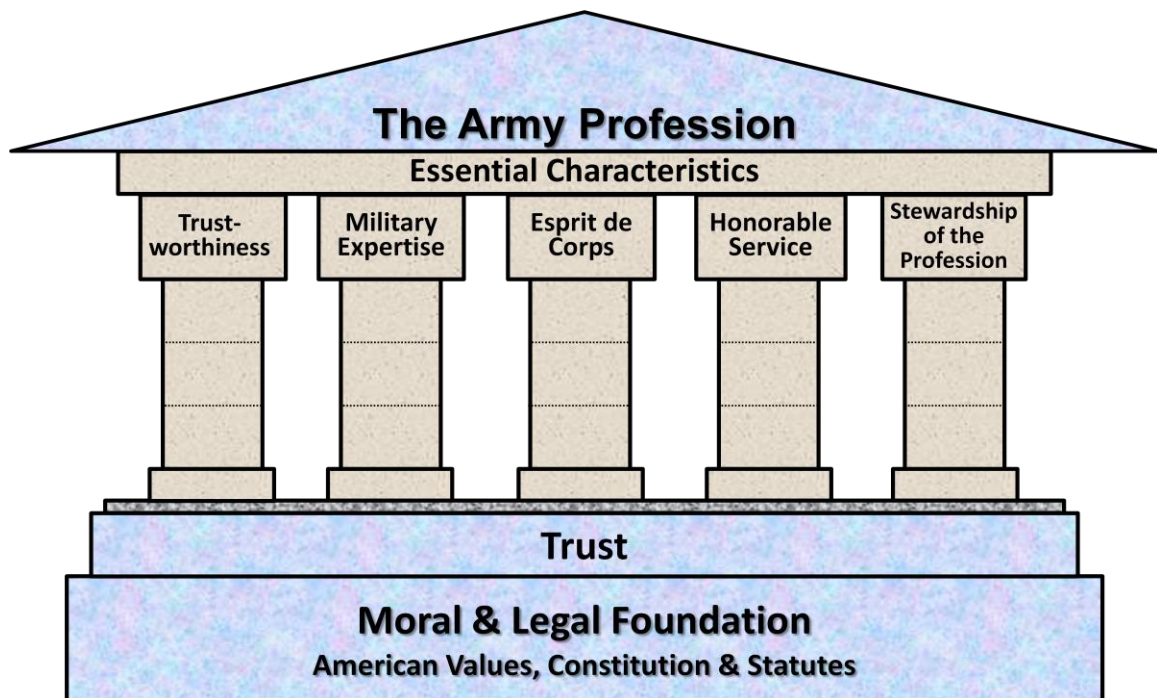 The Army Profession
Essential Characteristics
Trust-
worthiness
Military
Expertise
Esprit de
Corps
Honorable
Service
Stewardship
of the
Profession
Trust
Moral & Legal Foundation
American Values, Constitution & Statutes